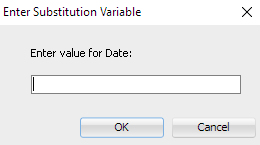 Enter Substitution Variable
Enter value for Date:
OK
Cancel